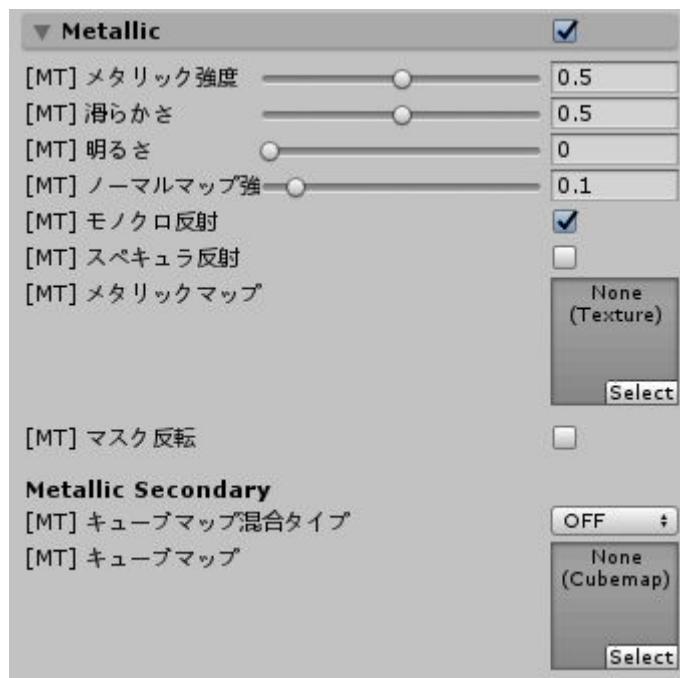 Metallic
[MT] メタリック強度 0.5
[MT] 滑らかさ 0.5
[MT] 明るさ 0
[MT] ノーマルマップ強 0.1
[MT] モノクロ反射
[MT] スペキュラ反射
[MT] メタリックマップ
None
(Texture)
Select
[MT] マスク反転
Metallic Secondary
[MT] キューブマップ混合タイプ OFF
[MT] キューブマップ
None
(Cubemap)
Select